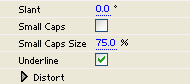 Slant 0.0 °
Small Caps
Small Caps Size 75.0 %
Underline
Distort